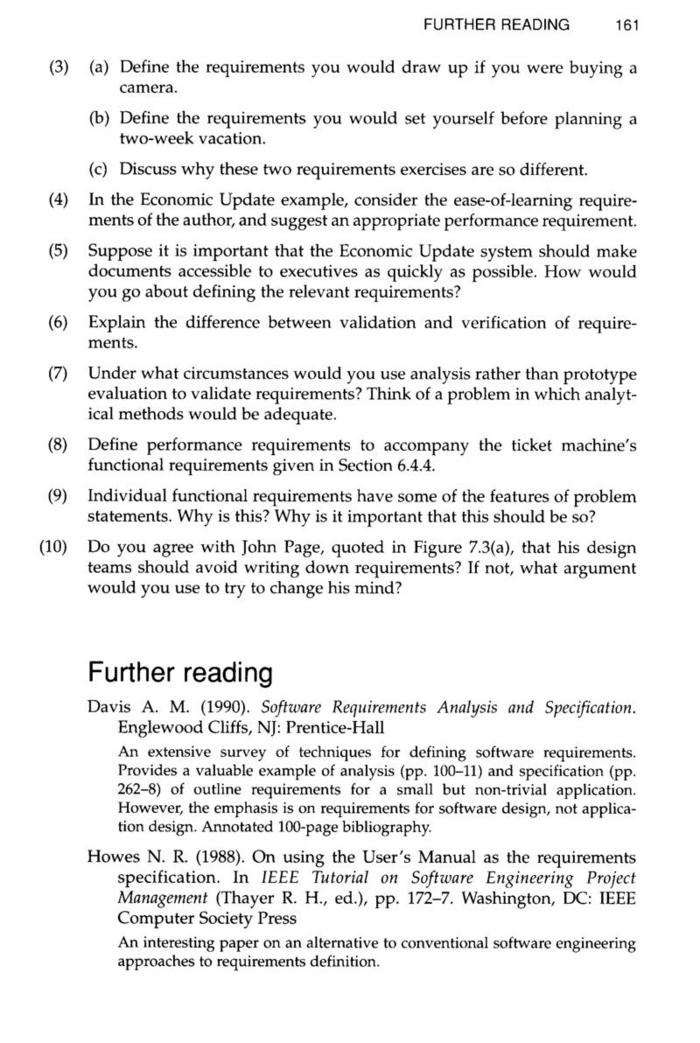 FURTHER READING 161
(3) (a) Define the requirements you would draw up if you were buying a
camera.
(b) Define the requirements you would set yourself before planning a
two-week vacation.
(c) Discuss why these two requirements exercises are so different.
(4) In the Economic Update example, consider the ease-of-learning require-
ments of the author, and suggest an appropriate performance requirement.
(5) Suppose it is important that the Economic Update system should make
documents accessible to executives as quickly as possible. How would
you go about defining the relevant requirements?
(6) Explain the difference between validation and verification of require-
ments.
(7) Under what circumstances would you use analysis rather than prototype
evaluation to validate requirements? Think of a problem in which analyt-
ical methods would be adequate.
(8) Define performance requirements to accompany the ticket machine's
functional requirements given in Section 6.4.4.
(9) Individual functional requirements have some of the features of problem
statements. Why is this? Why is it important that this should be so?
(10) Do you agree with John Page, quoted in Figure 7.3(a), that his design
teams should avoid writing down requirements? If not, what argument
would you use to try to change his mind?
Further reading
Davis A. M. (1990). Software Requirements Analysis and Specification.
Englewood Cliffs, NJ: Prentice-Hall
An extensive survey of techniques for defining software requirements.
Provides a valuable example of analysis (pp. 100–11) and specification (pp.
262–8) of outline requirements for a small but non-trivial application.
However, the emphasis is on requirements for software design, not applica-
tion design. Annotated 100-page bibliography.
Howes N. R. (1988). On using the User's Manual as the requirements
specification. In IEEE Tutorial on Software Engineering Project
Management (Thayer R. H., ed.), pp. 172–7. Washington, DC: IEEE
Computer Society Press
An interesting paper on an alternative to conventional software engineering
approaches to requirements definition.